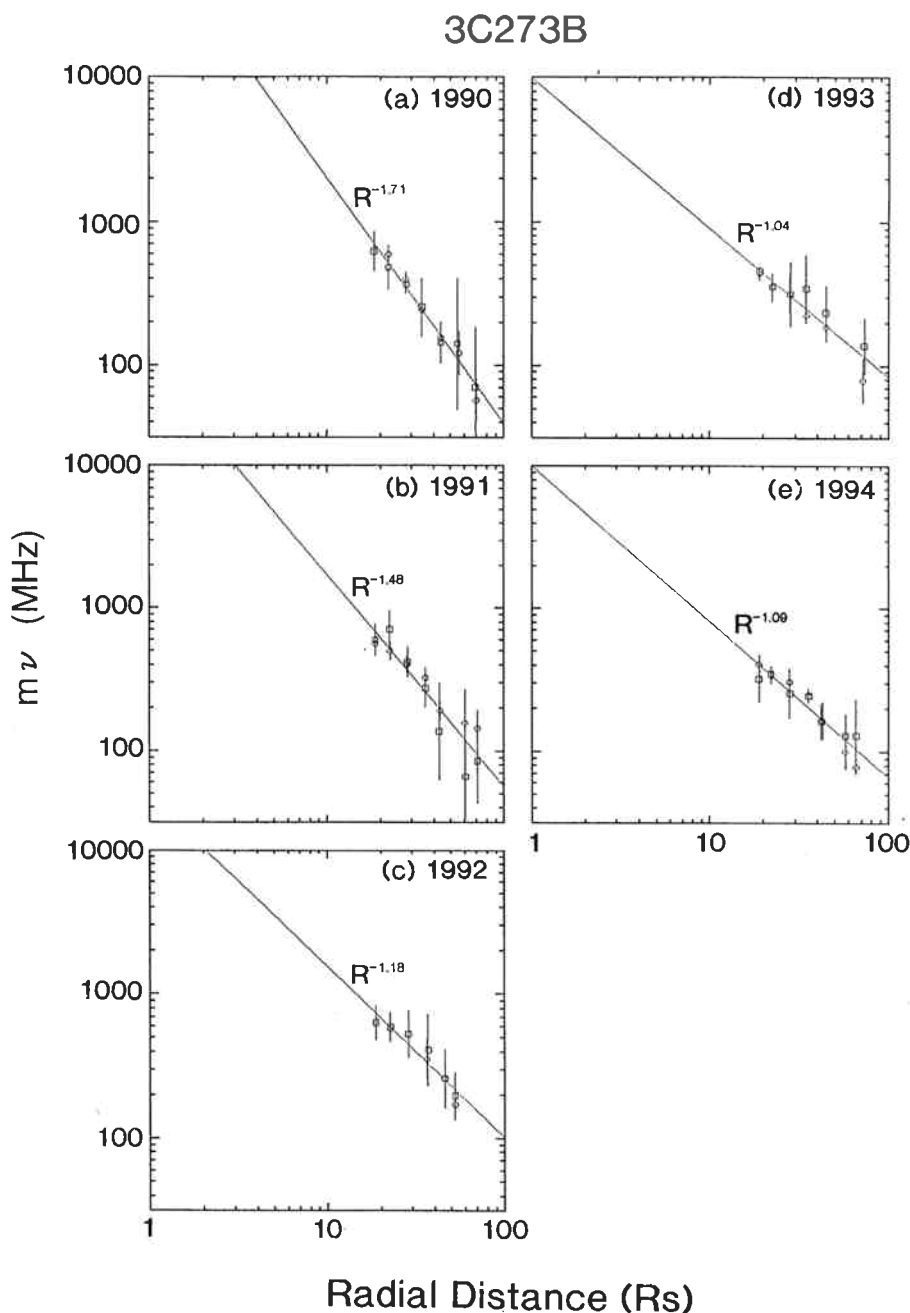 3C273B
10000
1000
100
(a) 1990
R^-1.71
(d) 1993
R^-1.04
10000
1000
100
(b) 1991
R^-1.48
(e) 1994
R^-1.09
1
10
100
10000
1000
100
(c) 1992
R^-1.18
1
10
100
mν (MHz)
Radial Distance (Rs)